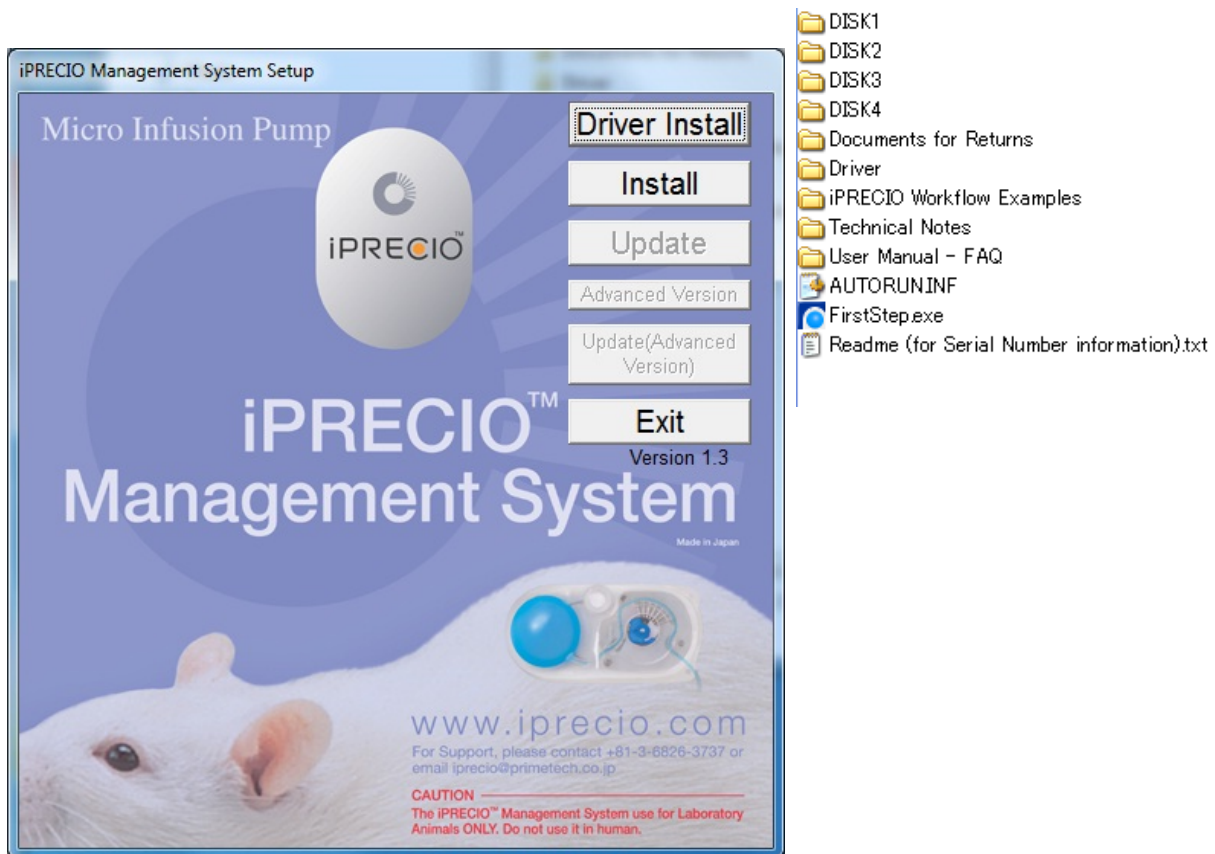 iPRECIO Management System Setup
Micro Infusion Pump
iPRECIO™
Driver Install
Install
Update
Advanced Version
Update(Advanced
Version)
Exit
Version 1.3
iPRECIO™
Management System
Made in Japan
www.iprecio.com
For Support, please contact +81-3-6826-3737 or
email iprecio@primetech.co.jp
CAUTION
The iPRECIO™ Management System use for Laboratory
Animals ONLY. Do not use it in human.
DISK1
DISK2
DISK3
DISK4
Documents for Returns
Driver
iPRECIO Workflow Examples
Technical Notes
User Manual - FAQ
AUTORUN.INF
FirstStep.exe
Readme (for Serial Number information).txt